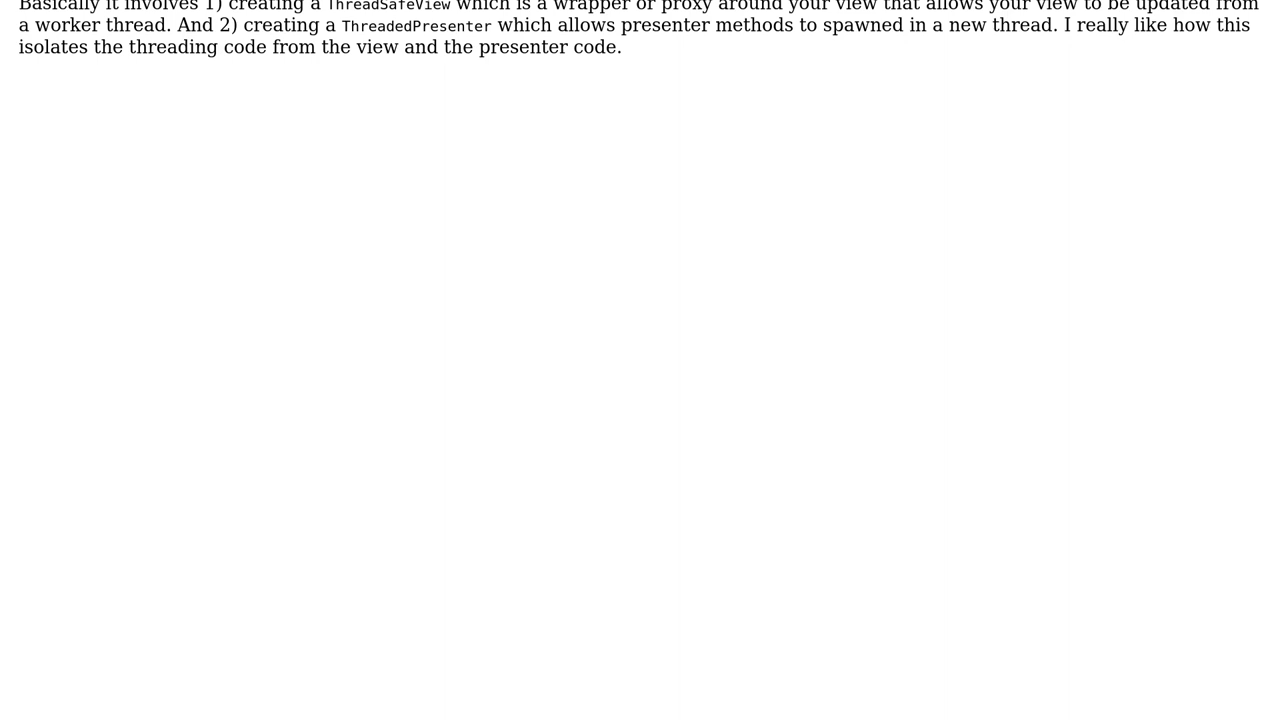 Basically it involves 1) creating a ThreadSafeView which is a wrapper or proxy around your view that allows your view to be updated from
a worker thread. And 2) creating a ThreadedPresenter which allows presenter methods to spawned in a new thread. I really like how this
isolates the threading code from the view and the presenter code.